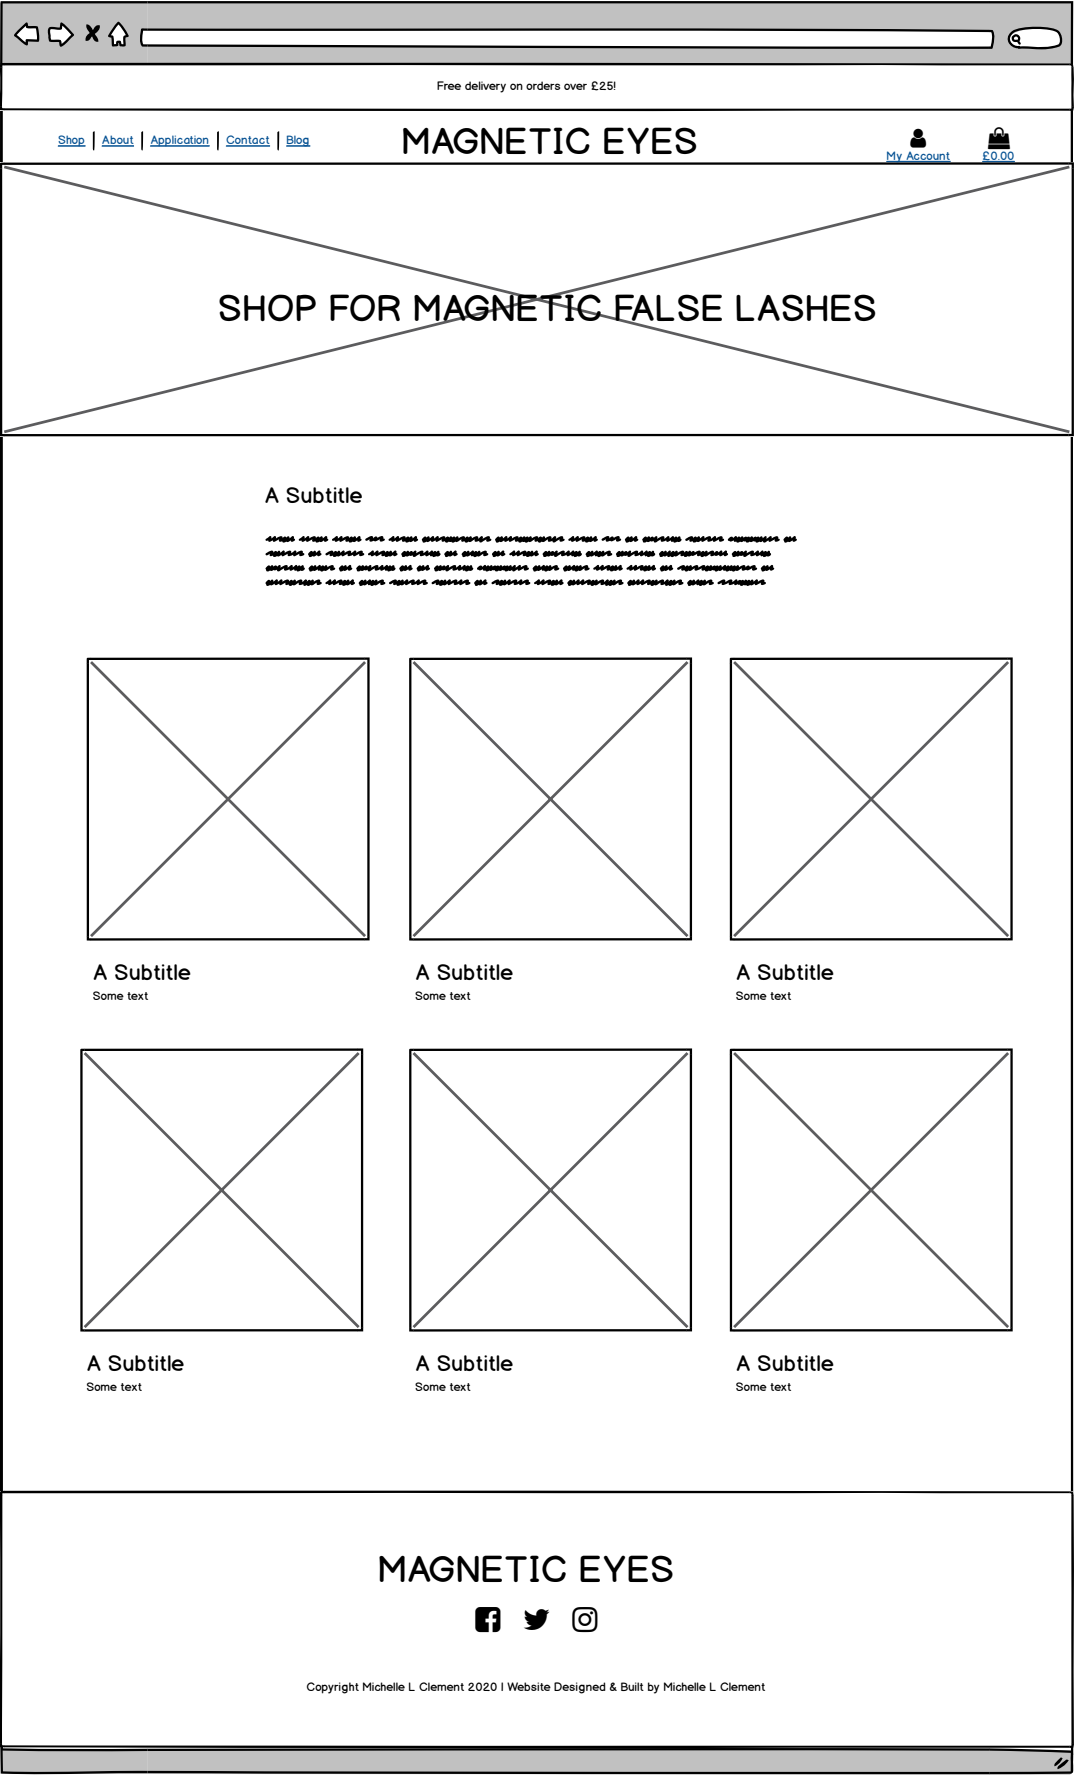 Free delivery on orders over £25!
Shop | About | Application | Contact | Blog
MAGNETIC EYES
My Account
£0.00
SHOP FOR MAGNETIC FALSE LASHES
A Subtitle
A Subtitle
Some text
A Subtitle
Some text
A Subtitle
Some text
A Subtitle
Some text
A Subtitle
Some text
A Subtitle
Some text
MAGNETIC EYES
Copyright Michelle L Clement 2020 | Website Designed & Built by Michelle L Clement